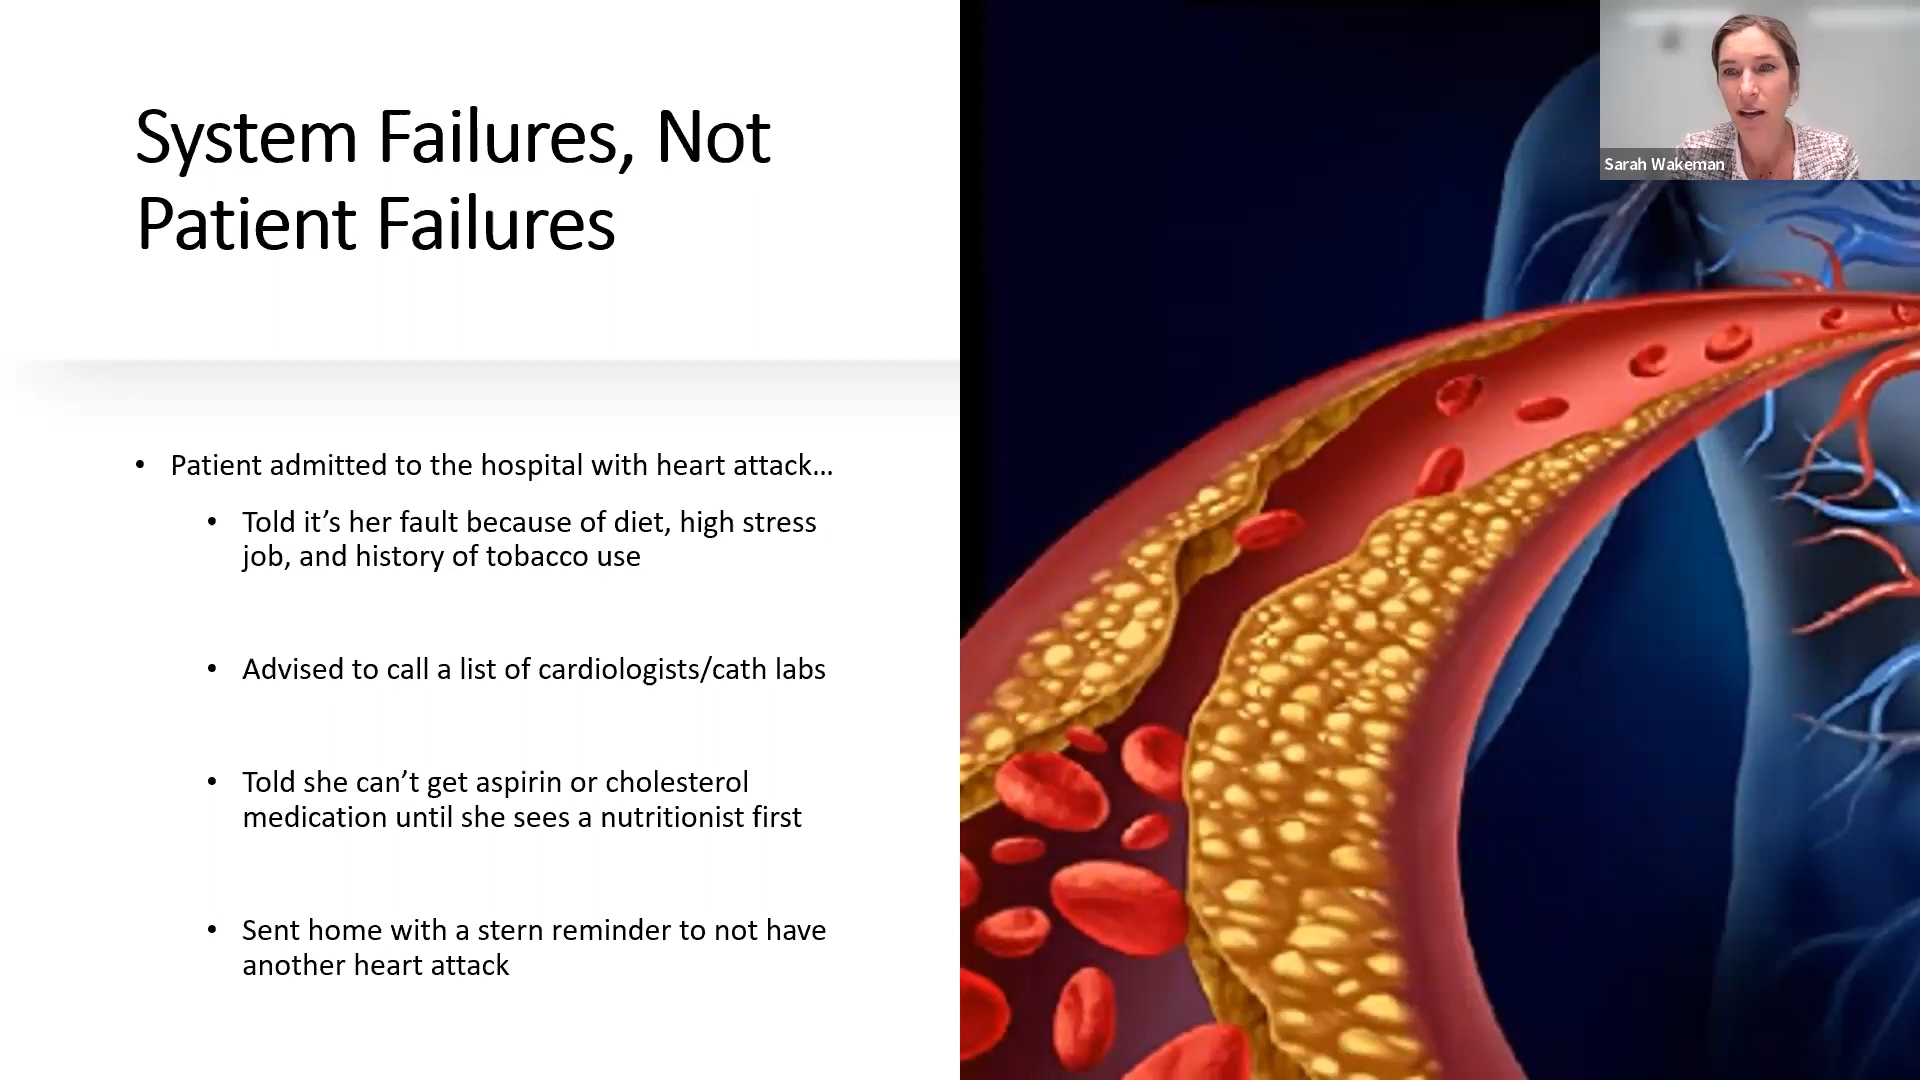 System Failures, Not
Patient Failures
Sarah Wakeman
• Patient admitted to the hospital with heart attack…
• Told it’s her fault because of diet, high stress
job, and history of tobacco use
• Advised to call a list of cardiologists/cath labs
• Told she can’t get aspirin or cholesterol
medication until she sees a nutritionist first
• Sent home with a stern reminder to not have
another heart attack